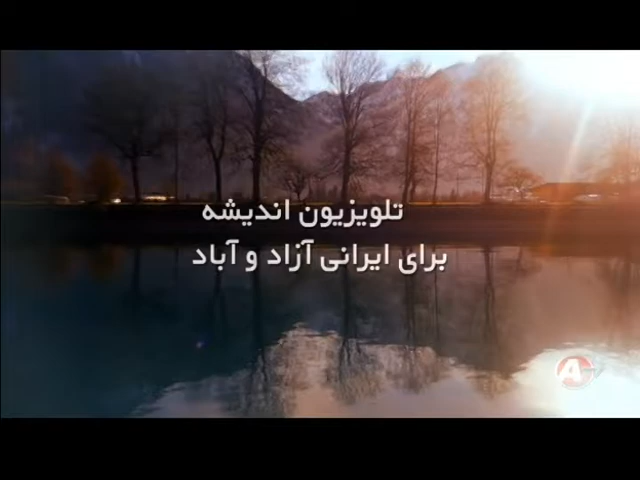 تلویزیون اندیشه
برای ایرانی آزاد و آباد
A